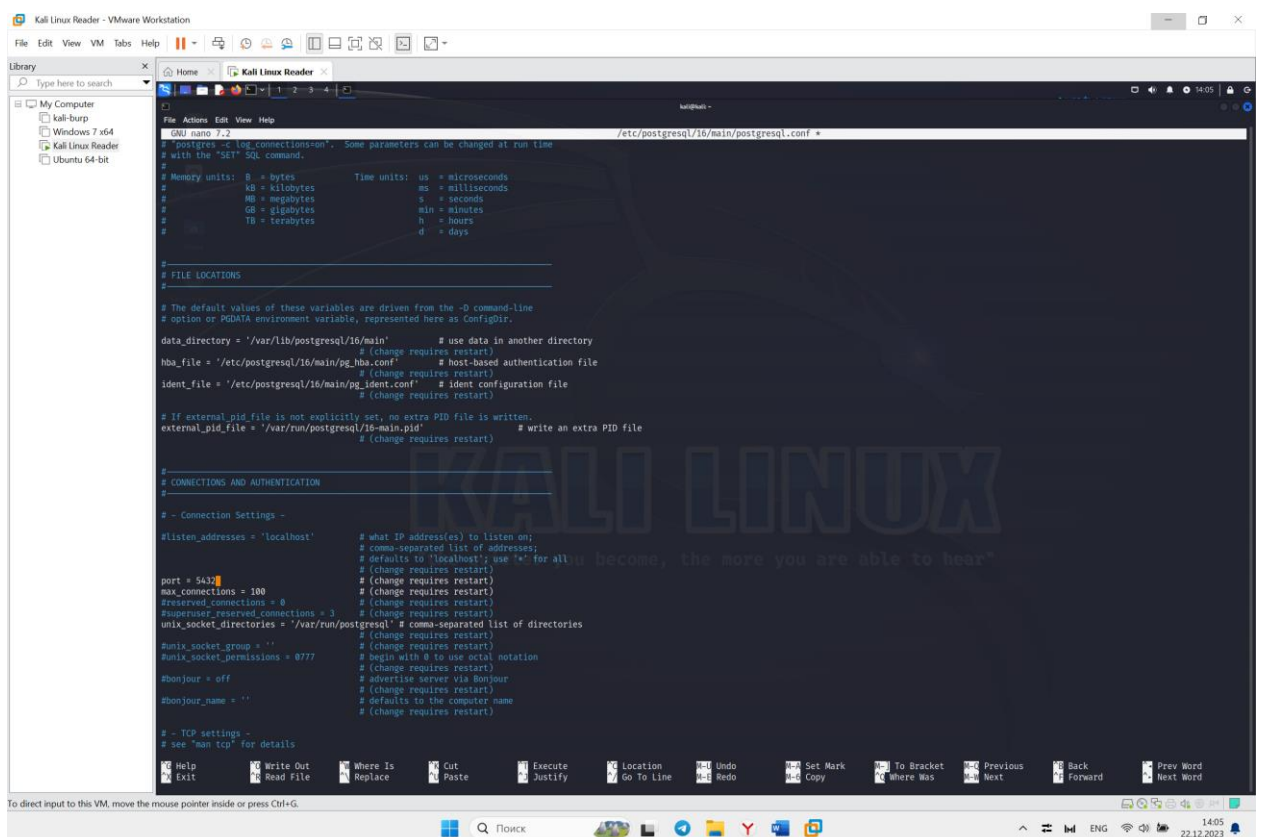 Kali Linux Reader - VMware Workstation
File Edit View VM Tabs Help
Library
Type here to search
Home
Kali Linux Reader
My Computer
kali-burp
Windows 7 x64
Kali Linux Reader
Ubuntu 64-bit
1 2 3 4
14:05
kali@kali: ~
File Actions Edit View Help
GNU nano 7.2 /etc/postgresql/16/main/postgresql.conf *
# "postgres -c log_connections=on". Some parameters can be changed at run time
# with the "SET" SQL command.
#
# Memory units: B = bytes Time units: us = microseconds
# kB = kilobytes ms = milliseconds
# MB = megabytes s = seconds
# GB = gigabytes min = minutes
# TB = terabytes h = hours
# d = days
#
# FILE LOCATIONS
#
# The default values of these variables are driven from the -D command-line
# option or PGDATA environment variable, represented here as ConfigDir.
data_directory = '/var/lib/postgresql/16/main' # use data in another directory
# (change requires restart)
hba_file = '/etc/postgresql/16/main/pg_hba.conf' # host-based authentication file
# (change requires restart)
ident_file = '/etc/postgresql/16/main/pg_ident.conf' # ident configuration file
# (change requires restart)
# If external_pid_file is not explicitly set, no extra PID file is written.
external_pid_file = '/var/run/postgresql/16-main.pid' # write an extra PID file
# (change requires restart)
KALI LINUX
#
# CONNECTIONS AND AUTHENTICATION
#
# - Connection Settings -
#listen_addresses = 'localhost' # what IP address(es) to listen on;
# comma-separated list of addresses;
# defaults to 'localhost'; use '*' for all
become, the more you are able to hear"
# (change requires restart)
port = 5432 # (change requires restart)
max_connections = 100 # (change requires restart)
#reserved_connections = 0 # (change requires restart)
#superuser_reserved_connections = 3 # (change requires restart)
unix_socket_directories = '/var/run/postgresql' # comma-separated list of directories
# (change requires restart)
#unix_socket_group = '' # (change requires restart)
#unix_socket_permissions = 0777 # begin with 0 to use octal notation
# (change requires restart)
#bonjour = off # advertise server via Bonjour
# (change requires restart)
#bonjour_name = '' # defaults to the computer name
# (change requires restart)
# - TCP settings -
# see "man tcp" for details
^G Help ^O Write Out ^W Where Is ^K Cut ^T Execute ^C Location M-U Undo M-A Set Mark M-] To Bracket M-Q Previous ^B Back Prev Word
^X Exit ^R Read File ^\ Replace ^U Paste ^J Justify ^/ Go To Line M-E Redo M-6 Copy ^Q Where Was M-W Next ^F Forward Next Word
To direct input to this VM, move the mouse pointer inside or press Ctrl+G.
Поиск
ENG
14:05
22.12.2023